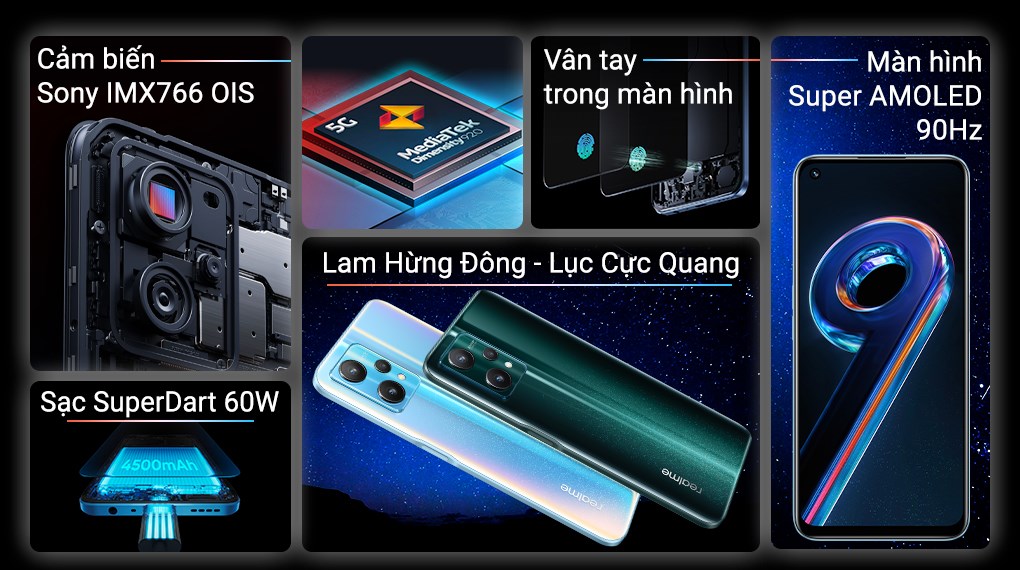 Cảm biến
Sony IMX766 OIS
5G
MediaTek
Dimensity 920
Vân tay
trong màn hình
Màn hình
Super AMOLED
90Hz
Lam Hừng Đông - Lục Cực Quang
realme
realme
Sạc SuperDart 60W
4500mAh
9